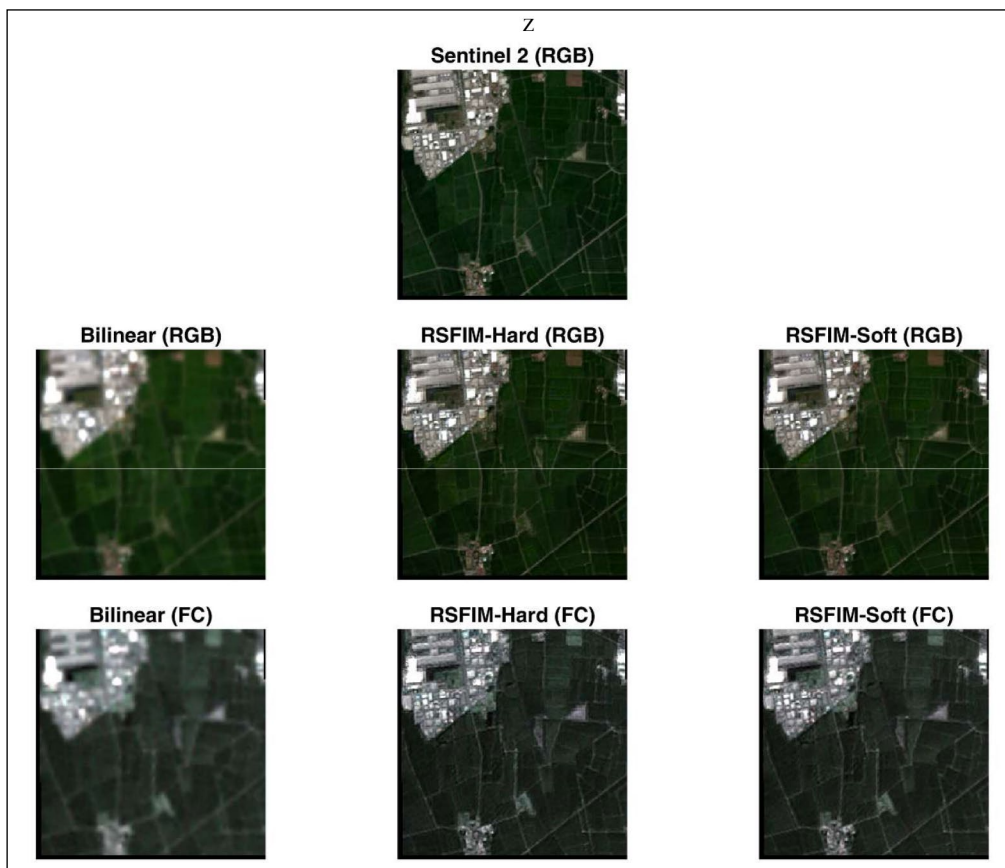 z
Sentinel 2 (RGB)
Bilinear (RGB) RSFIM-Hard (RGB) RSFIM-Soft (RGB)
Bilinear (FC) RSFIM-Hard (FC) RSFIM-Soft (FC)